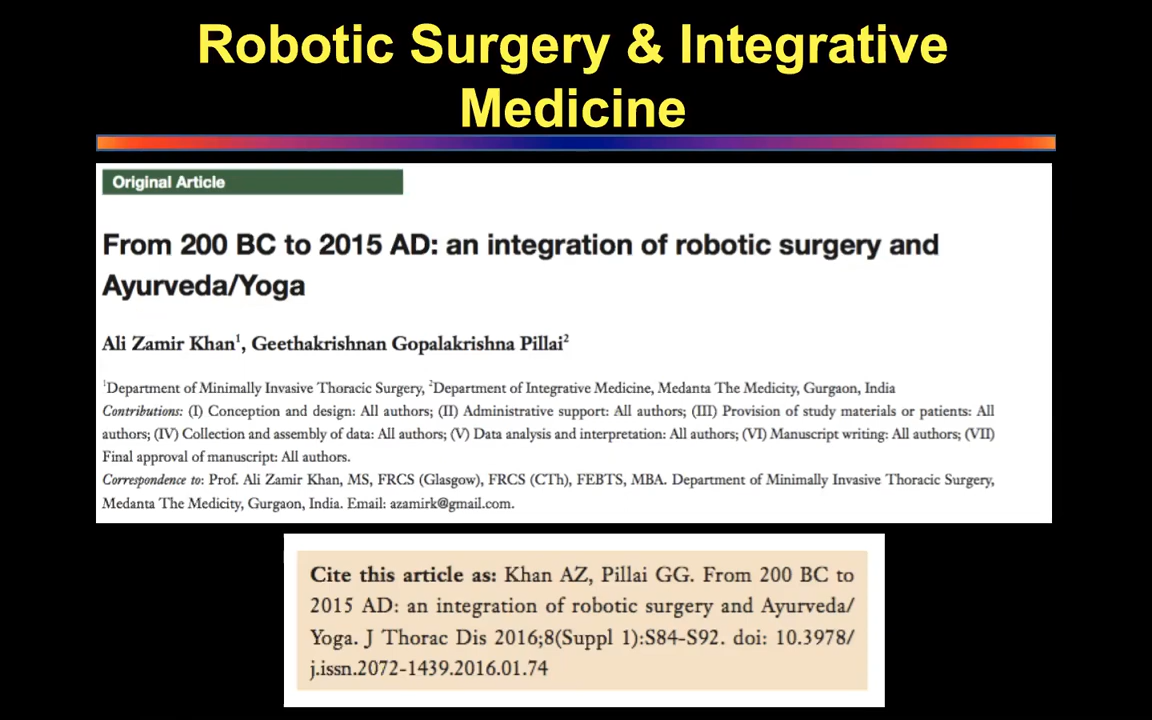 Robotic Surgery & Integrative
Medicine
Original Article
From 200 BC to 2015 AD: an integration of robotic surgery and
Ayurveda/Yoga
Ali Zamir Khan1, Geethakrishnan Gopalakrishna Pillai2
1Department of Minimally Invasive Thoracic Surgery, 2Department of Integrative Medicine, Medanta The Medicity, Gurgaon, India
Contributions: (I) Conception and design: All authors; (II) Administrative support: All authors; (III) Provision of study materials or patients: All
authors; (IV) Collection and assembly of data: All authors; (V) Data analysis and interpretation: All authors; (VI) Manuscript writing: All authors; (VII)
Final approval of manuscript: All authors.
Correspondence to: Prof. Ali Zamir Khan, MS, FRCS (Glasgow), FRCS (CTh), FEBTS, MBA. Department of Minimally Invasive Thoracic Surgery,
Medanta The Medicity, Gurgaon, India. Email: azamirk@gmail.com.
Cite this article as: Khan AZ, Pillai GG. From 200 BC to
2015 AD: an integration of robotic surgery and Ayurveda/
Yoga. J Thorac Dis 2016;8(Suppl 1):S84-S92. doi: 10.3978/
j.issn.2072-1439.2016.01.74